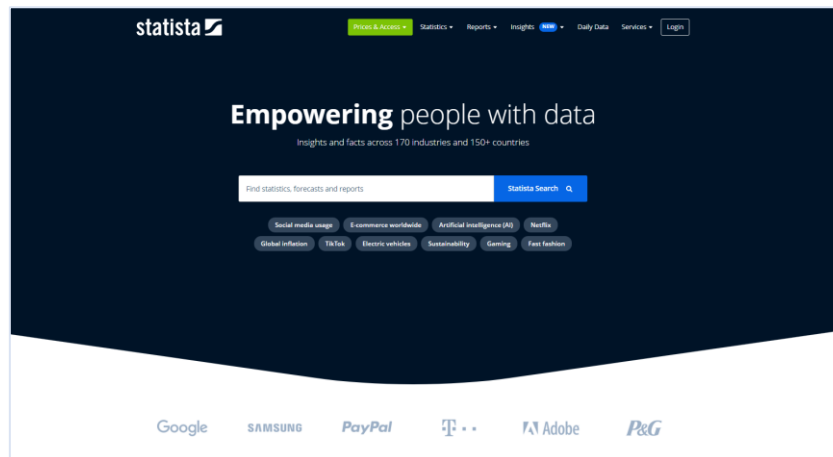 statista
Prices & Access Statistics Reports Insights NEW Daily Data Services Login
Empowering people with data
Insights and facts across 170 industries and 150+ countries
Find statistics, forecasts and reports Statista Search
Social media usage E-commerce worldwide Artificial intelligence (AI) Netflix
Global inflation TikTok Electric vehicles Sustainability Gaming Fast fashion
Google SAMSUNG PayPal T Adobe P&G